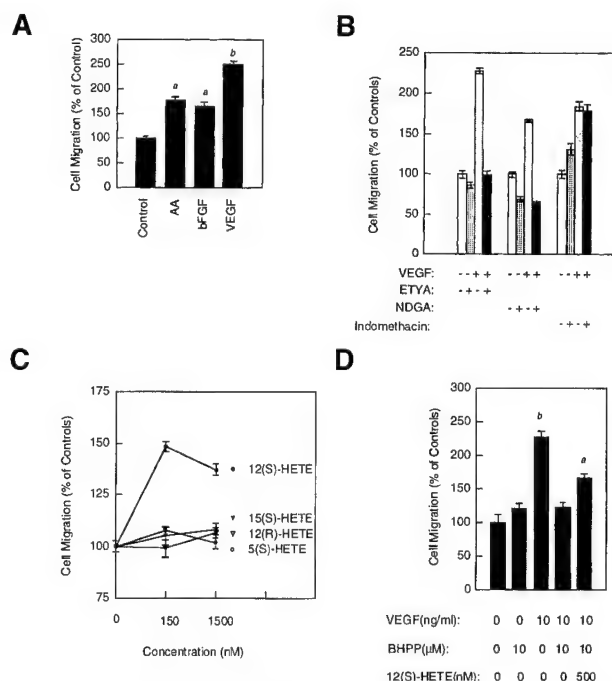 A
Cell Migration (% of Control)
300
250
200
150
100
50
0
a
a
b
Control
AA
bFGF
VEGF
B
Cell Migration (% of Controls)
250
200
150
100
50
0
VEGF: - - + + - - + + - - + +
ETYA: - + - +
NDGA: - + - +
Indomethacin: - + - +
C
Cell Migration (% of Controls)
175
150
125
100
75
12(S)-HETE
15(S)-HETE
12(R)-HETE
5(S)-HETE
0
150
1500
Concentration (nM)
D
Cell Migration (% of Controls)
300
250
200
150
100
50
0
b
a
VEGF(ng/ml): 0 0 10 10 10
BHPP(μM): 0 10 0 10 10
12(S)-HETE(nM): 0 0 0 0 500